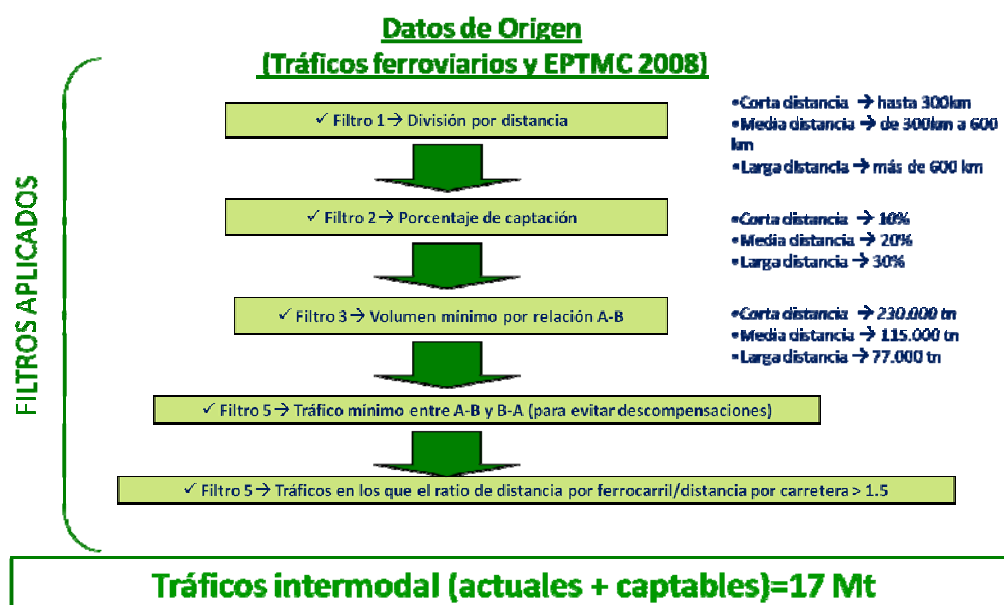 Datos de Origen
(Tráficos ferroviarios y EPTMC 2008)
FILTROS APLICADOS
✓ Filtro 1 → División por distancia
•Corta distancia → hasta 300km
•Media distancia → de 300km a 600
km
•Larga distancia → más de 600 km
✓ Filtro 2 → Porcentaje de captación
•Corta distancia → 10%
•Media distancia → 20%
•Larga distancia → 30%
✓ Filtro 3 → Volumen mínimo por relación A-B
•Corta distancia → 230.000 tn
•Media distancia → 115.000 tn
•Larga distancia → 77.000 tn
✓ Filtro 5 → Tráfico mínimo entre A-B y B-A (para evitar descompensaciones)
✓ Filtro 5 → Tráficos en los que el ratio de distancia por ferrocarril/distancia por carretera > 1.5
Tráficos intermodal (actuales + captables)=17 Mt